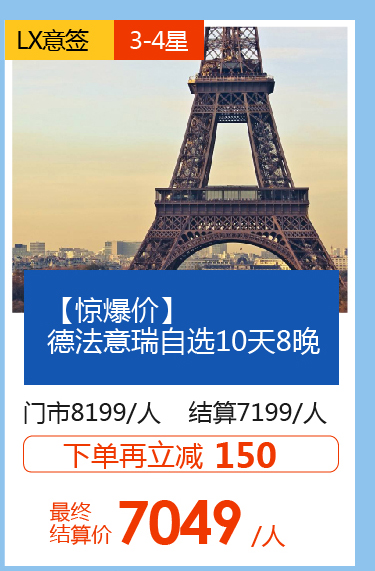 LX意签 3-4星
【惊爆价】
德法意瑞自选10天8晚
门市8199/人 结算7199/人
下单再立减 150
最终
结算价 7049 /人